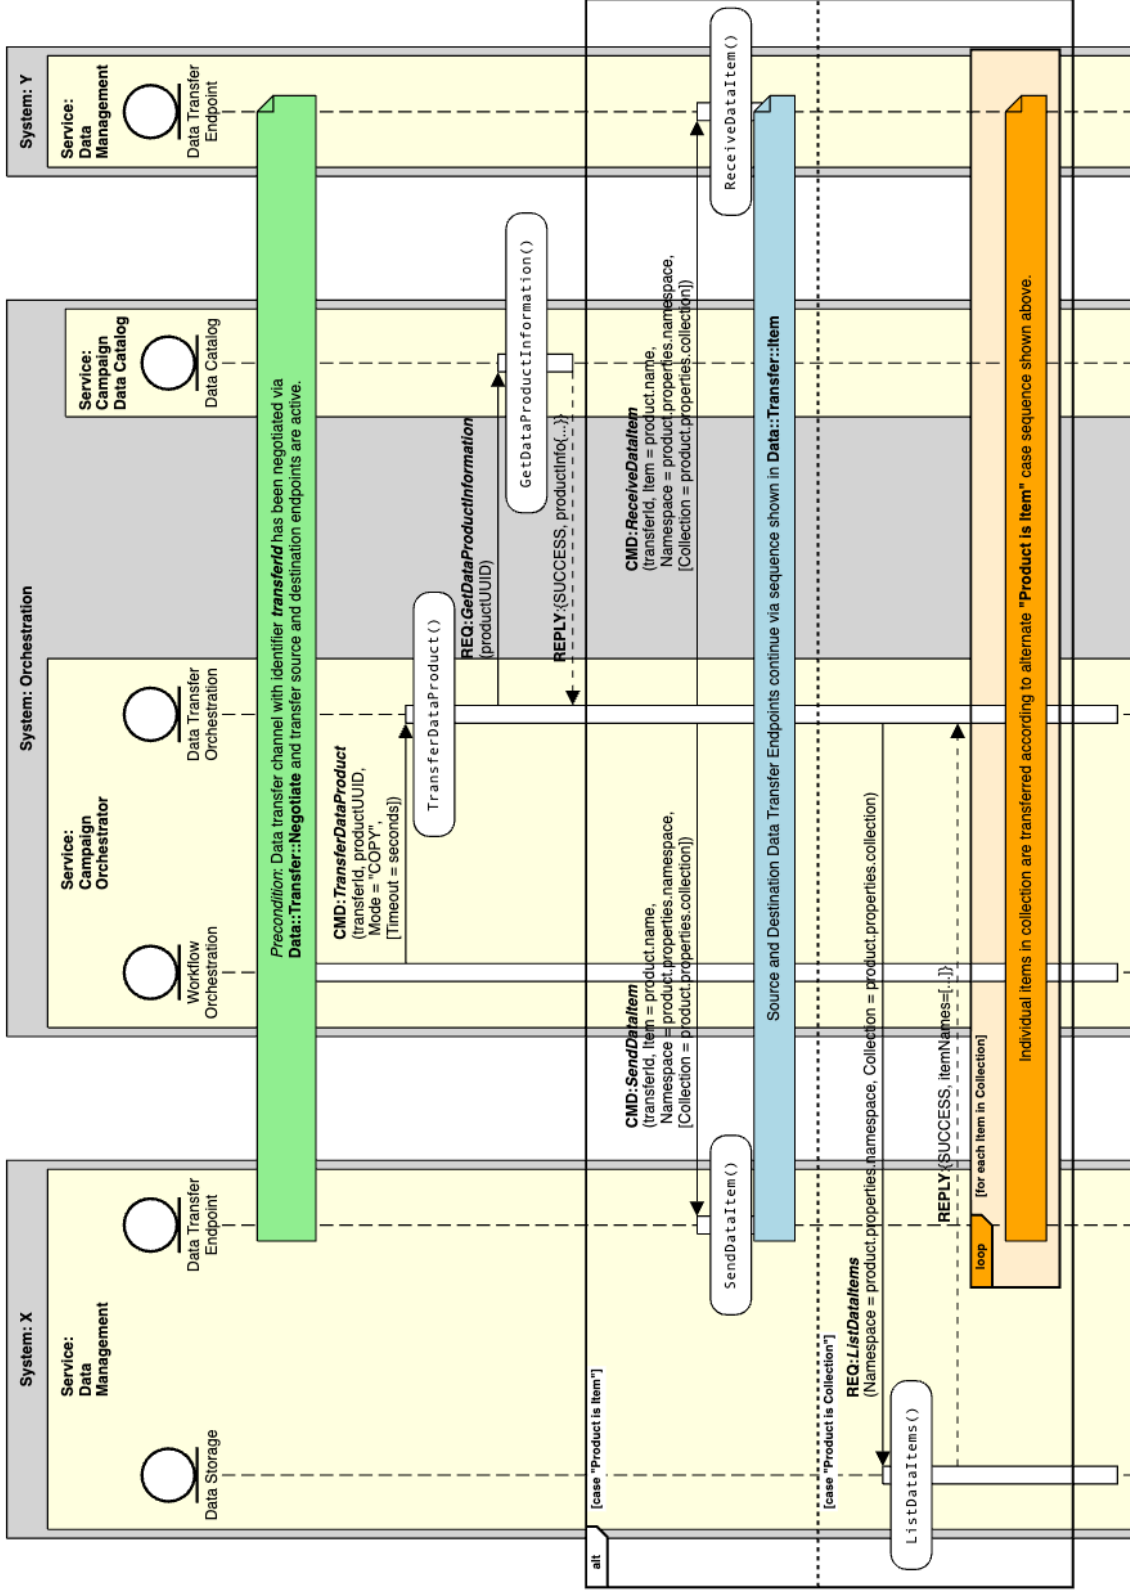 System: X
System: Orchestration
System: Y
Service:
Data
Management
Service:
Campaign
Orchestrator
Service:
Campaign
Data Catalog
Service:
Data
Management
Data Storage
Data Transfer
Endpoint
Workflow
Orchestration
Data Transfer
Orchestration
Data Catalog
Data Transfer
Endpoint
Precondition: Data transfer channel with identifier transferId has been negotiated via
Data::Transfer::Negotiate and transfer source and destination endpoints are active.
CMD:TransferDataProduct
(transferId, productUUID,
Mode = "COPY",
[Timeout = seconds])
TransferDataProduct()
REQ:GetDataProductInformation
(productUUID)
GetDataProductInformation()
REPLY:{SUCCESS, productInfo{...}}
alt
[case "Product is Item"]
CMD:SendDataItem
(transferId, Item = product.name,
Namespace = product.properties.namespace,
[Collection = product.properties.collection])
CMD:ReceiveDataItem
(transferId, Item = product.name,
Namespace = product.properties.namespace,
[Collection = product.properties.collection])
SendDataItem()
ReceiveDataItem()
Source and Destination Data Transfer Endpoints continue via sequence shown in Data::Transfer::Item
[case "Product is Collection"]
REQ:ListDataItems
(Namespace = product.properties.namespace, Collection = product.properties.collection)
ListDataItems()
REPLY:{SUCCESS, itemNames=[...]}
loop
[for each Item in Collection]
Individual items in collection are transferred according to alternate "Product is Item" case sequence shown above.